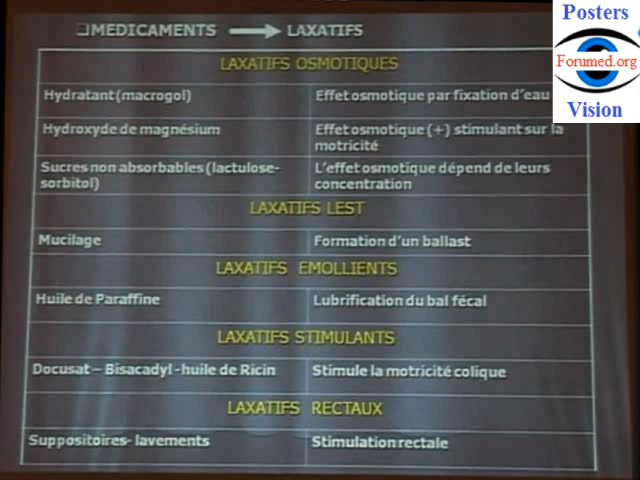 Posters
Forumed.org
Vision
❑MEDICAMENTS → LAXATIFS
LAXATIFS OSMOTIQUES
Hydratant(macrogol)
Effet osmotique par fixation d'eau
Hydroxyde de magnésium
Effet osmotique (+) stimulant sur la
motricité
Sucres non absorbables (lactulose-
sorbitol)
L'effet osmotique dépend de leurs
concentration
LAXATIFS LEST
Mucilage
Formation d'un ballast
LAXATIFS EMOLLIENTS
Huile de Paraffine
Lubrification du bal fécal
LAXATIFS STIMULANTS
Docusat – Bisacadyl -huile de Ricin
Stimule la motricité colique
LAXATIFS RECTAUX
Suppositoires- lavements
Stimulation rectale